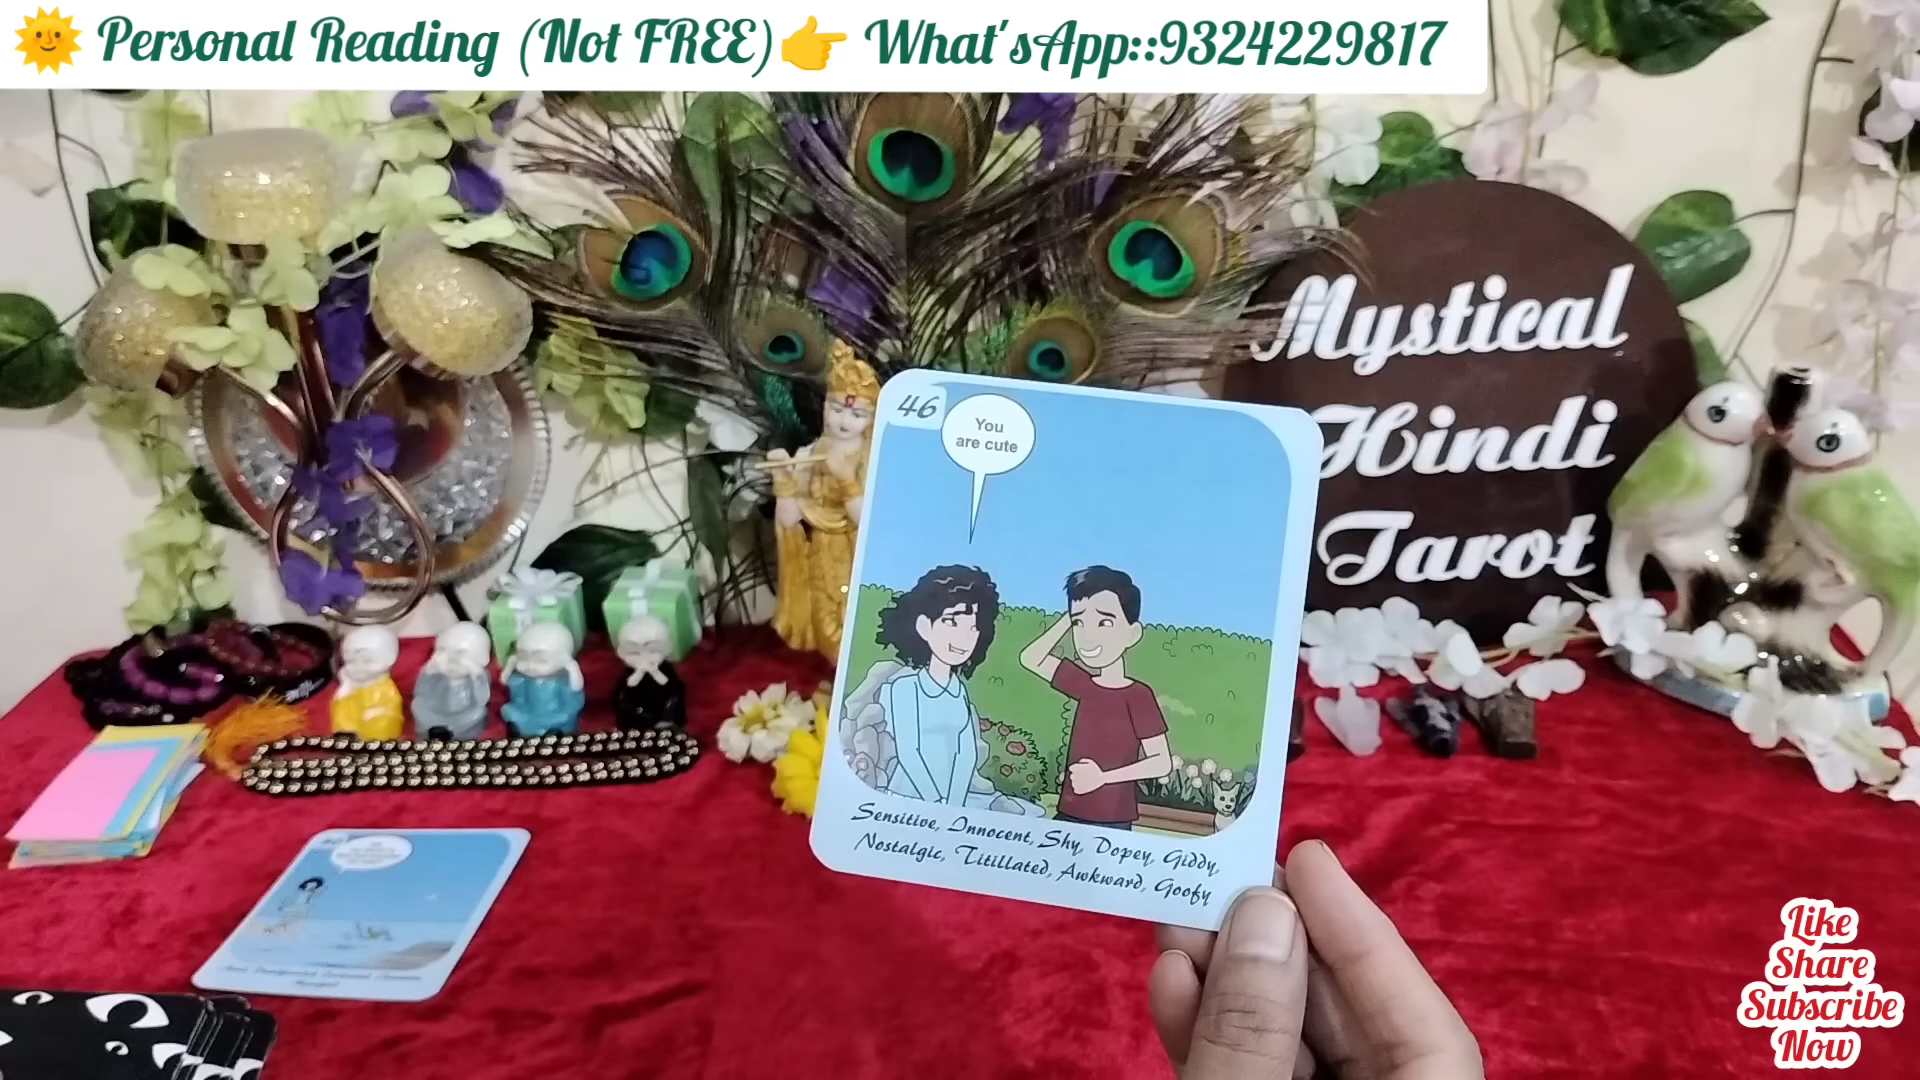 Personal Reading (Not FREE) What'sApp::9324229817
Mystical
Hindi
Tarot
46
You
are cute
Sensitive, Innocent, Shy, Dopey, Giddy,
Nostalgic, Titillated, Awkward, Goofy
Like
Share
Subscribe
Now